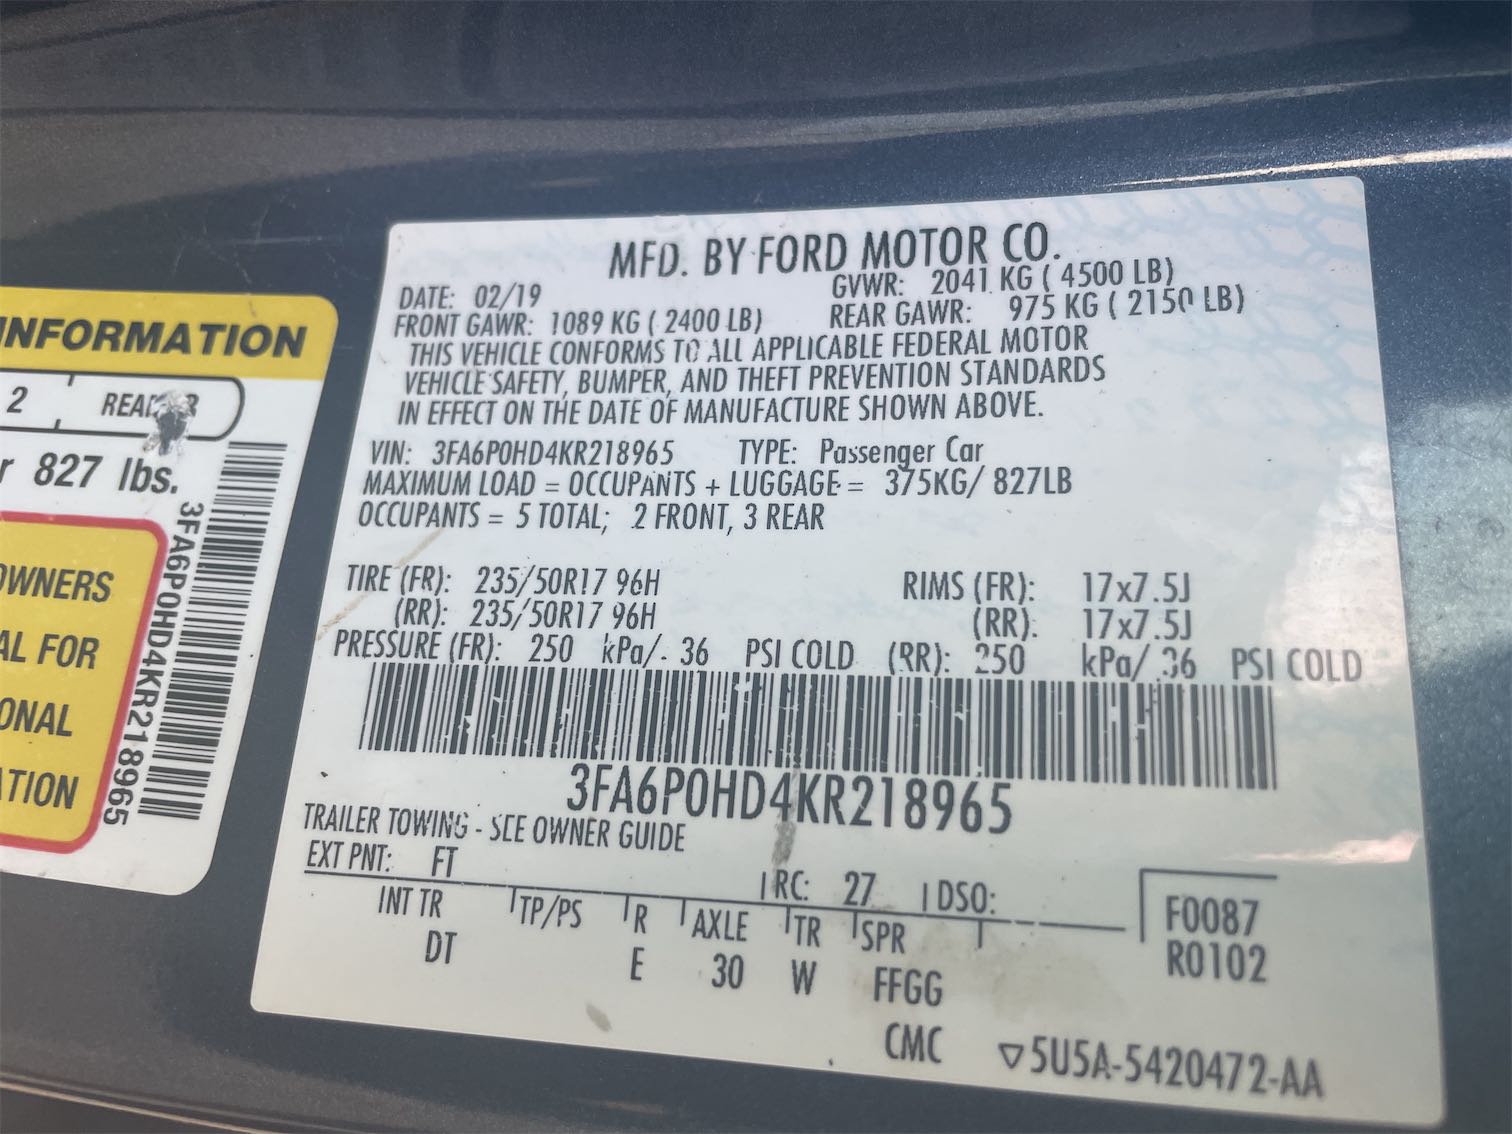 INFORMATION
2 REAR
827 lbs.
3FA6P0HD4KR218965
OWNERS
FOR
MFD. BY FORD MOTOR CO.
DATE: 02/19 GVWR: 2041 KG ( 4500 LB)
FRONT GAWR: 1089 KG ( 2400 LB) REAR GAWR: 975 KG ( 2150 LB)
THIS VEHICLE CONFORMS TO ALL APPLICABLE FEDERAL MOTOR
VEHICLE SAFETY, BUMPER, AND THEFT PREVENTION STANDARDS
IN EFFECT ON THE DATE OF MANUFACTURE SHOWN ABOVE.
VIN: 3FA6P0HD4KR218965 TYPE: Passenger Car
MAXIMUM LOAD = OCCUPANTS + LUGGAGE = 375KG/ 827LB
OCCUPANTS = 5 TOTAL; 2 FRONT, 3 REAR
TIRE (FR): 235/50R17 96H RIMS (FR): 17x7.5J
(RR): 235/50R17 96H (RR): 17x7.5J
PRESSURE (FR): 250 kPa/ 36 PSI COLD (RR): 250 kPa/ 36 PSI COLD
3FA6P0HD4KR218965
TRAILER TOWING - SEE OWNER GUIDE
EXT PNT: FT RC: 27 DSO:
INT TR TP/PS R AXLE TR SPR F0087
DT E 30 W FFGG R0102
CMC ▽5U5A-5420472-AA